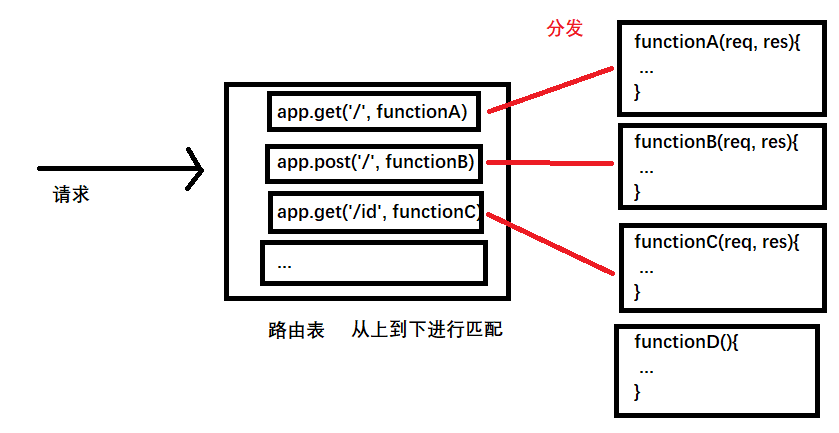 请求
app.get('/', functionA)
app.post('/', functionB)
app.get('/id', functionC)
...
路由表 从上到下进行匹配
分发
functionA(req, res){
...
}
functionB(req, res){
...
}
functionC(req, res){
...
}
functionD(){
...
}